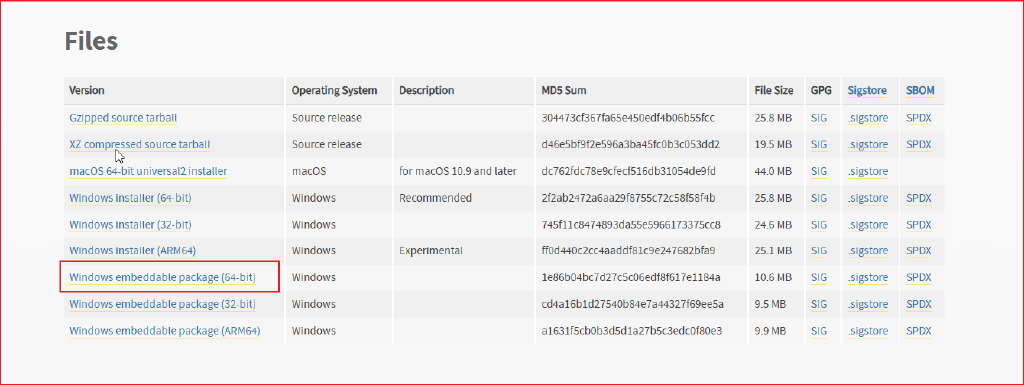 Files
Version Operating System Description MD5 Sum File Size GPG Sigstore SBOM
Gzipped source tarball Source release 304473cf367fa65e450edf4b06b55fcc 25.8 MB SIG .sigstore SPDX
XZ compressed source tarball Source release d46e5bf9f2e596a3ba45fc0b3c053dd2 19.5 MB SIG .sigstore SPDX
macOS 64-bit universal2 installer macOS for macOS 10.9 and later dc762fdc78e9cfecf516db31054de9fd 44.0 MB SIG .sigstore
Windows installer (64-bit) Windows Recommended 2f2ab2472a6aa29f8755c72c58f58f4b 25.8 MB SIG .sigstore SPDX
Windows installer (32-bit) Windows 745f11c8474893da55e5966173375cc8 24.6 MB SIG .sigstore SPDX
Windows installer (ARM64) Windows Experimental ff0d440c2cc4aaddf81c9e247682bfa9 25.1 MB SIG .sigstore SPDX
Windows embeddable package (64-bit) Windows 1e86b04bc7d27c5c06edf8f617e1184a 10.6 MB SIG .sigstore SPDX
Windows embeddable package (32-bit) Windows cd4a16b1d27540b84e7a44327f69ee5a 9.5 MB SIG .sigstore SPDX
Windows embeddable package (ARM64) Windows a1631f5cb0b3d5d1a27b5c3edc0f80e3 9.9 MB SIG .sigstore SPDX